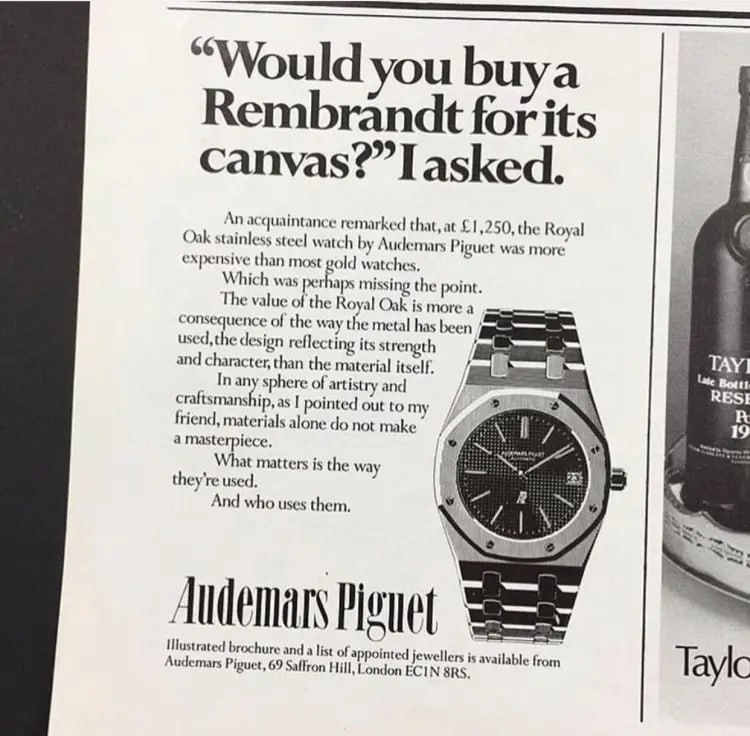 “Would you buy a
Rembrandt for its
canvas?” I asked.
An acquaintance remarked that, at £1,250, the Royal
Oak stainless steel watch by Audemars Piguet was more
expensive than most gold watches.
Which was perhaps missing the point.
The value of the Royal Oak is more a
consequence of the way the metal has been
used, the design reflecting its strength
and character, than the material itself.
In any sphere of artistry and
craftsmanship, as I pointed out to my
friend, materials alone do not make
a masterpiece.
What matters is the way
they’re used.
And who uses them.
AUDEMARS PIGUET
AUTOMATIC
23
Audemars Piguet
Illustrated brochure and a list of appointed jewellers is available from
Audemars Piguet, 69 Saffron Hill, London EC1N 8RS.
TAY
Late Bott
RESE
19
Taylo